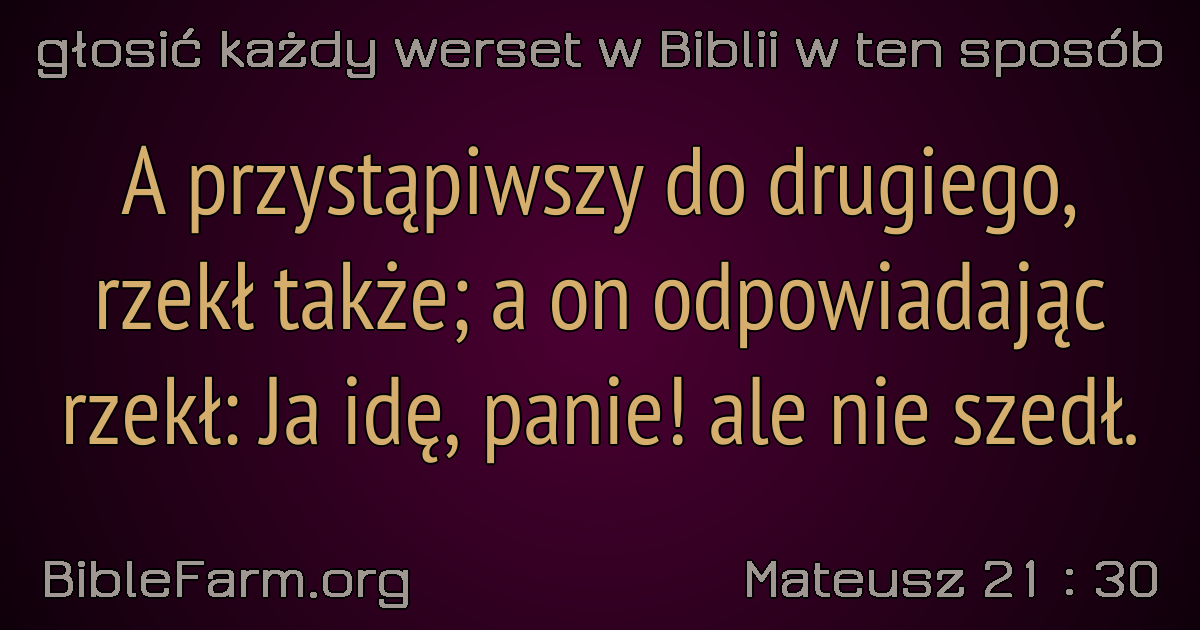 głosić każdy werset w Biblii w ten sposób
A przystąpiwszy do drugiego,
rzekł także; a on odpowiadając
rzekł: Ja idę, panie! ale nie szedł.
BibleFarm.org
Mateusz 21 : 30